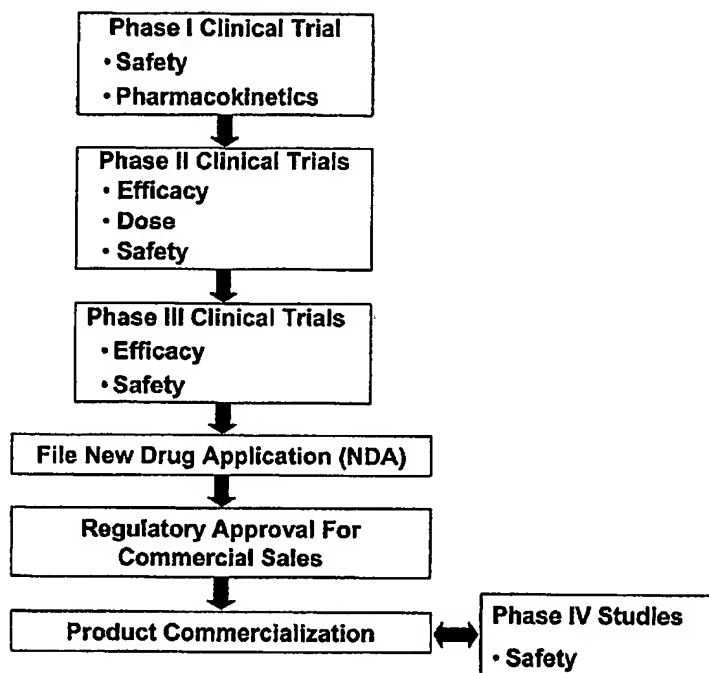 Phase I Clinical Trial
• Safety
• Pharmacokinetics
Phase II Clinical Trials
• Efficacy
• Dose
• Safety
Phase III Clinical Trials
• Efficacy
• Safety
File New Drug Application (NDA)
Regulatory Approval For
Commercial Sales
Product Commercialization
Phase IV Studies
• Safety